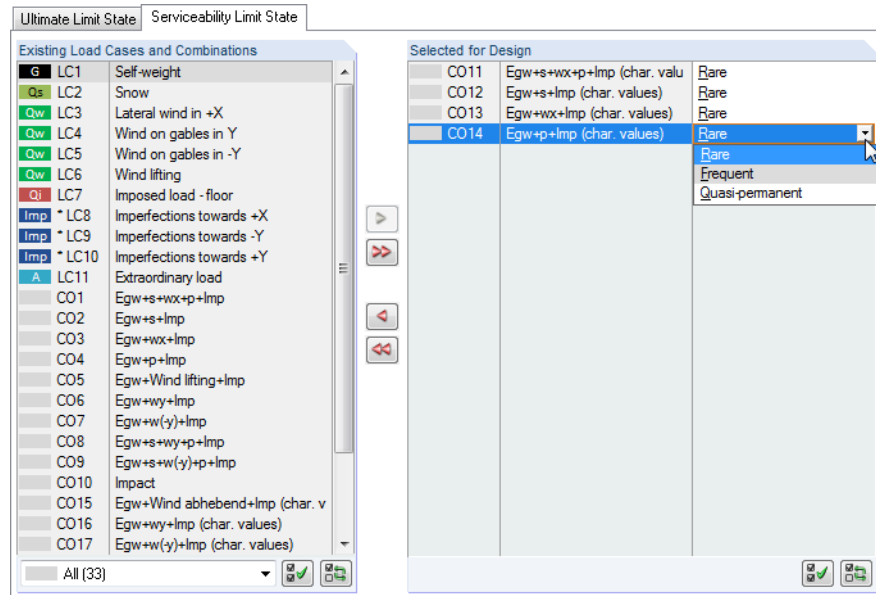 Ultimate Limit State Serviceability Limit State
Existing Load Cases and Combinations
G LC1 Self-weight
Qs LC2 Snow
Qw LC3 Lateral wind in +X
Qw LC4 Wind on gables in Y
Qw LC5 Wind on gables in -Y
Qw LC6 Wind lifting
Qi LC7 Imposed load - floor
Imp * LC8 Imperfections towards +X
Imp * LC9 Imperfections towards -Y
Imp * LC10 Imperfections towards +Y
A LC11 Extraordinary load
CO1 Egw+s+wx+p+Imp
CO2 Egw+s+Imp
CO3 Egw+wx+Imp
CO4 Egw+p+Imp
CO5 Egw+Wind lifting+Imp
CO6 Egw+wy+Imp
CO7 Egw+w(-y)+Imp
CO8 Egw+s+wy+p+Imp
CO9 Egw+s+w(-y)+p+Imp
CO10 Impact
CO15 Egw+Wind abhebend+Imp (char. v
CO16 Egw+wy+Imp (char. values)
CO17 Egw+w(-y)+Imp (char. values)
All (33)
Selected for Design
CO11 Egw+s+wx+p+Imp (char. valu Rare
CO12 Egw+s+Imp (char. values) Rare
CO13 Egw+wx+Imp (char. values) Rare
CO14 Egw+p+Imp (char. values) Rare
Rare
Frequent
Quasi-permanent